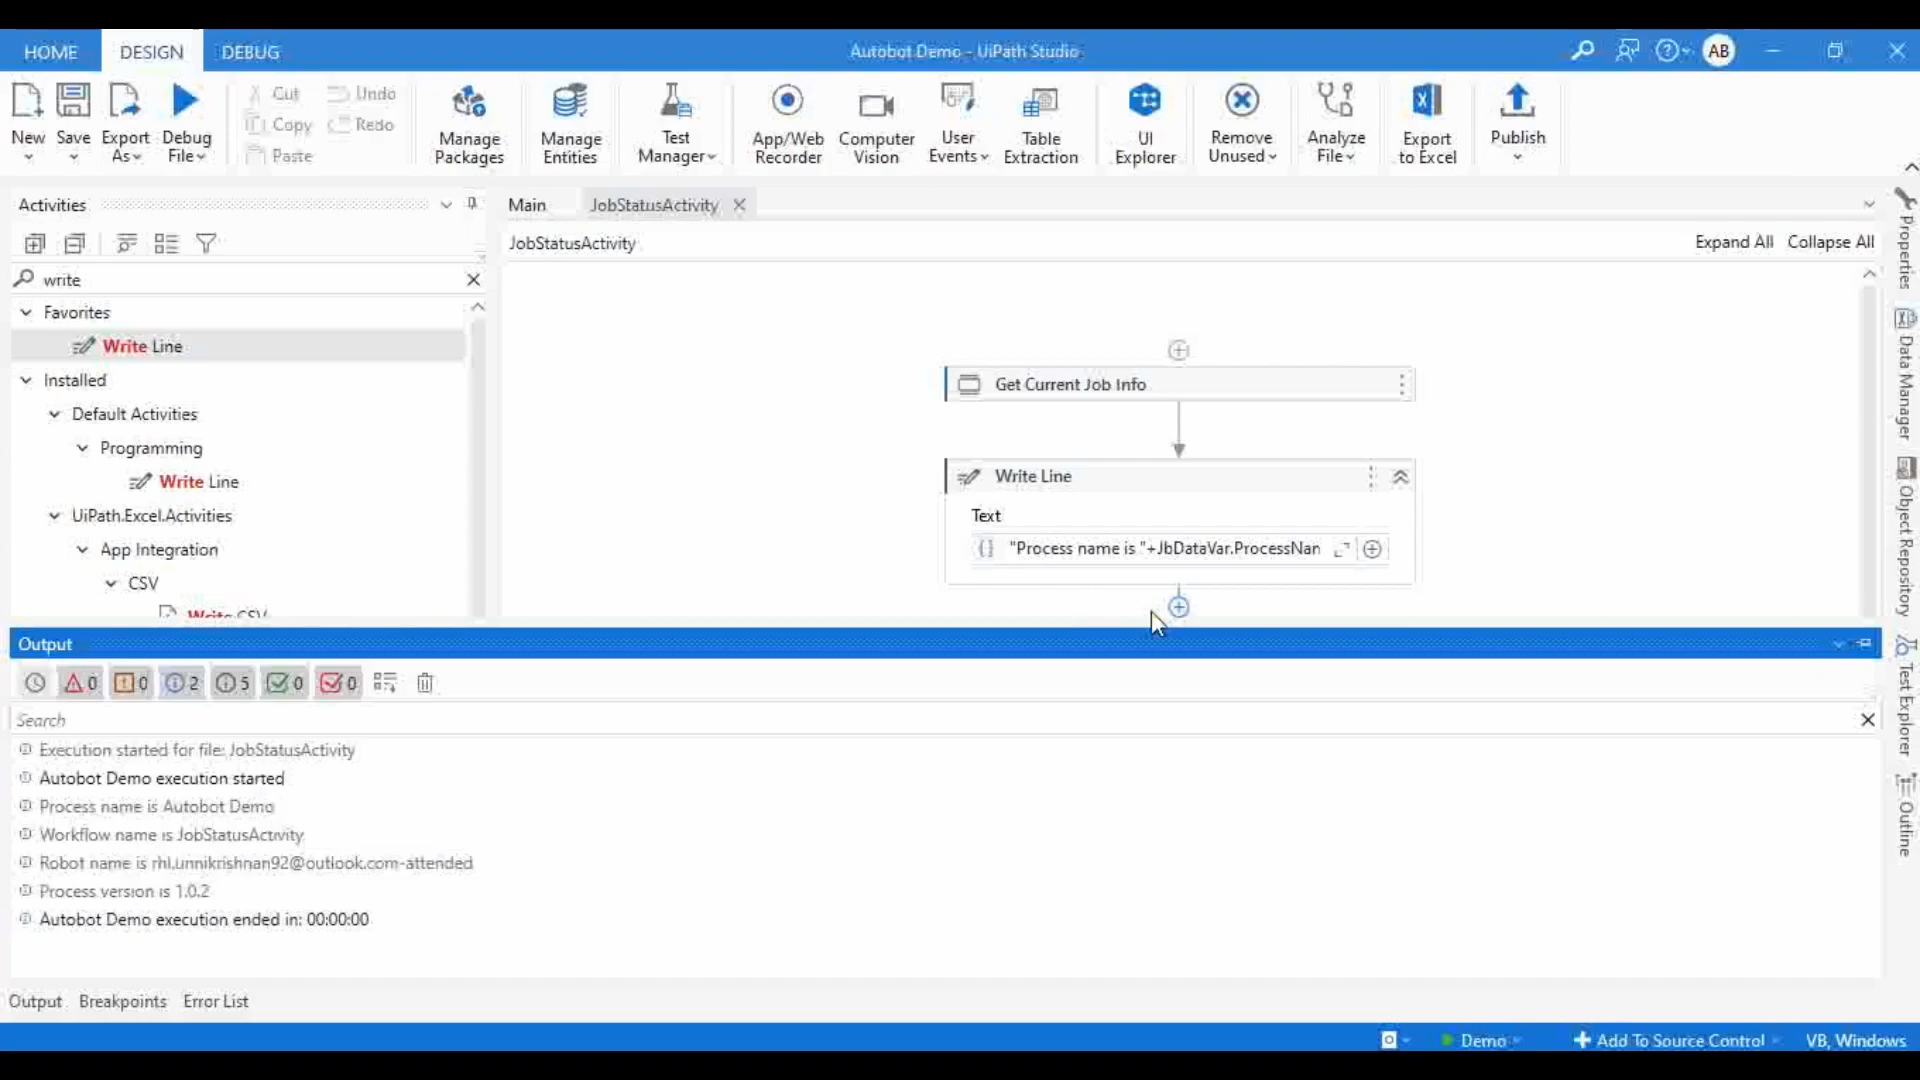 HOME DESIGN DEBUG Autobot Demo - UiPath Studio AB
New Save Export As Debug File Cut Copy Paste Undo Redo Manage Packages Manage Entities Test Manager App/Web Recorder Computer Vision User Events Table Extraction UI Explorer Remove Unused Analyze File Export to Excel Publish
Activities
Main JobStatusActivity
JobStatusActivity Expand All Collapse All
write
Favorites
Write Line
Installed
Default Activities
Programming
Write Line
UiPath.Excel.Activities
App Integration
CSV
Write CSV
Get Current Job Info
Write Line
Text
"Process name is "+JbDataVar.ProcessNan
Properties
Data Manager
Object Repository
Test Explorer
Outline
Output
0 0 2 5 0 0
Search
Execution started for file: JobStatusActivity
Autobot Demo execution started
Process name is Autobot Demo
Workflow name is JobStatusActivity
Robot name is rhl.unnikrishnan92@outlook.com-attended
Process version is 1.0.2
Autobot Demo execution ended in: 00:00:00
Output Breakpoints Error List
Demo Add To Source Control VB, Windows